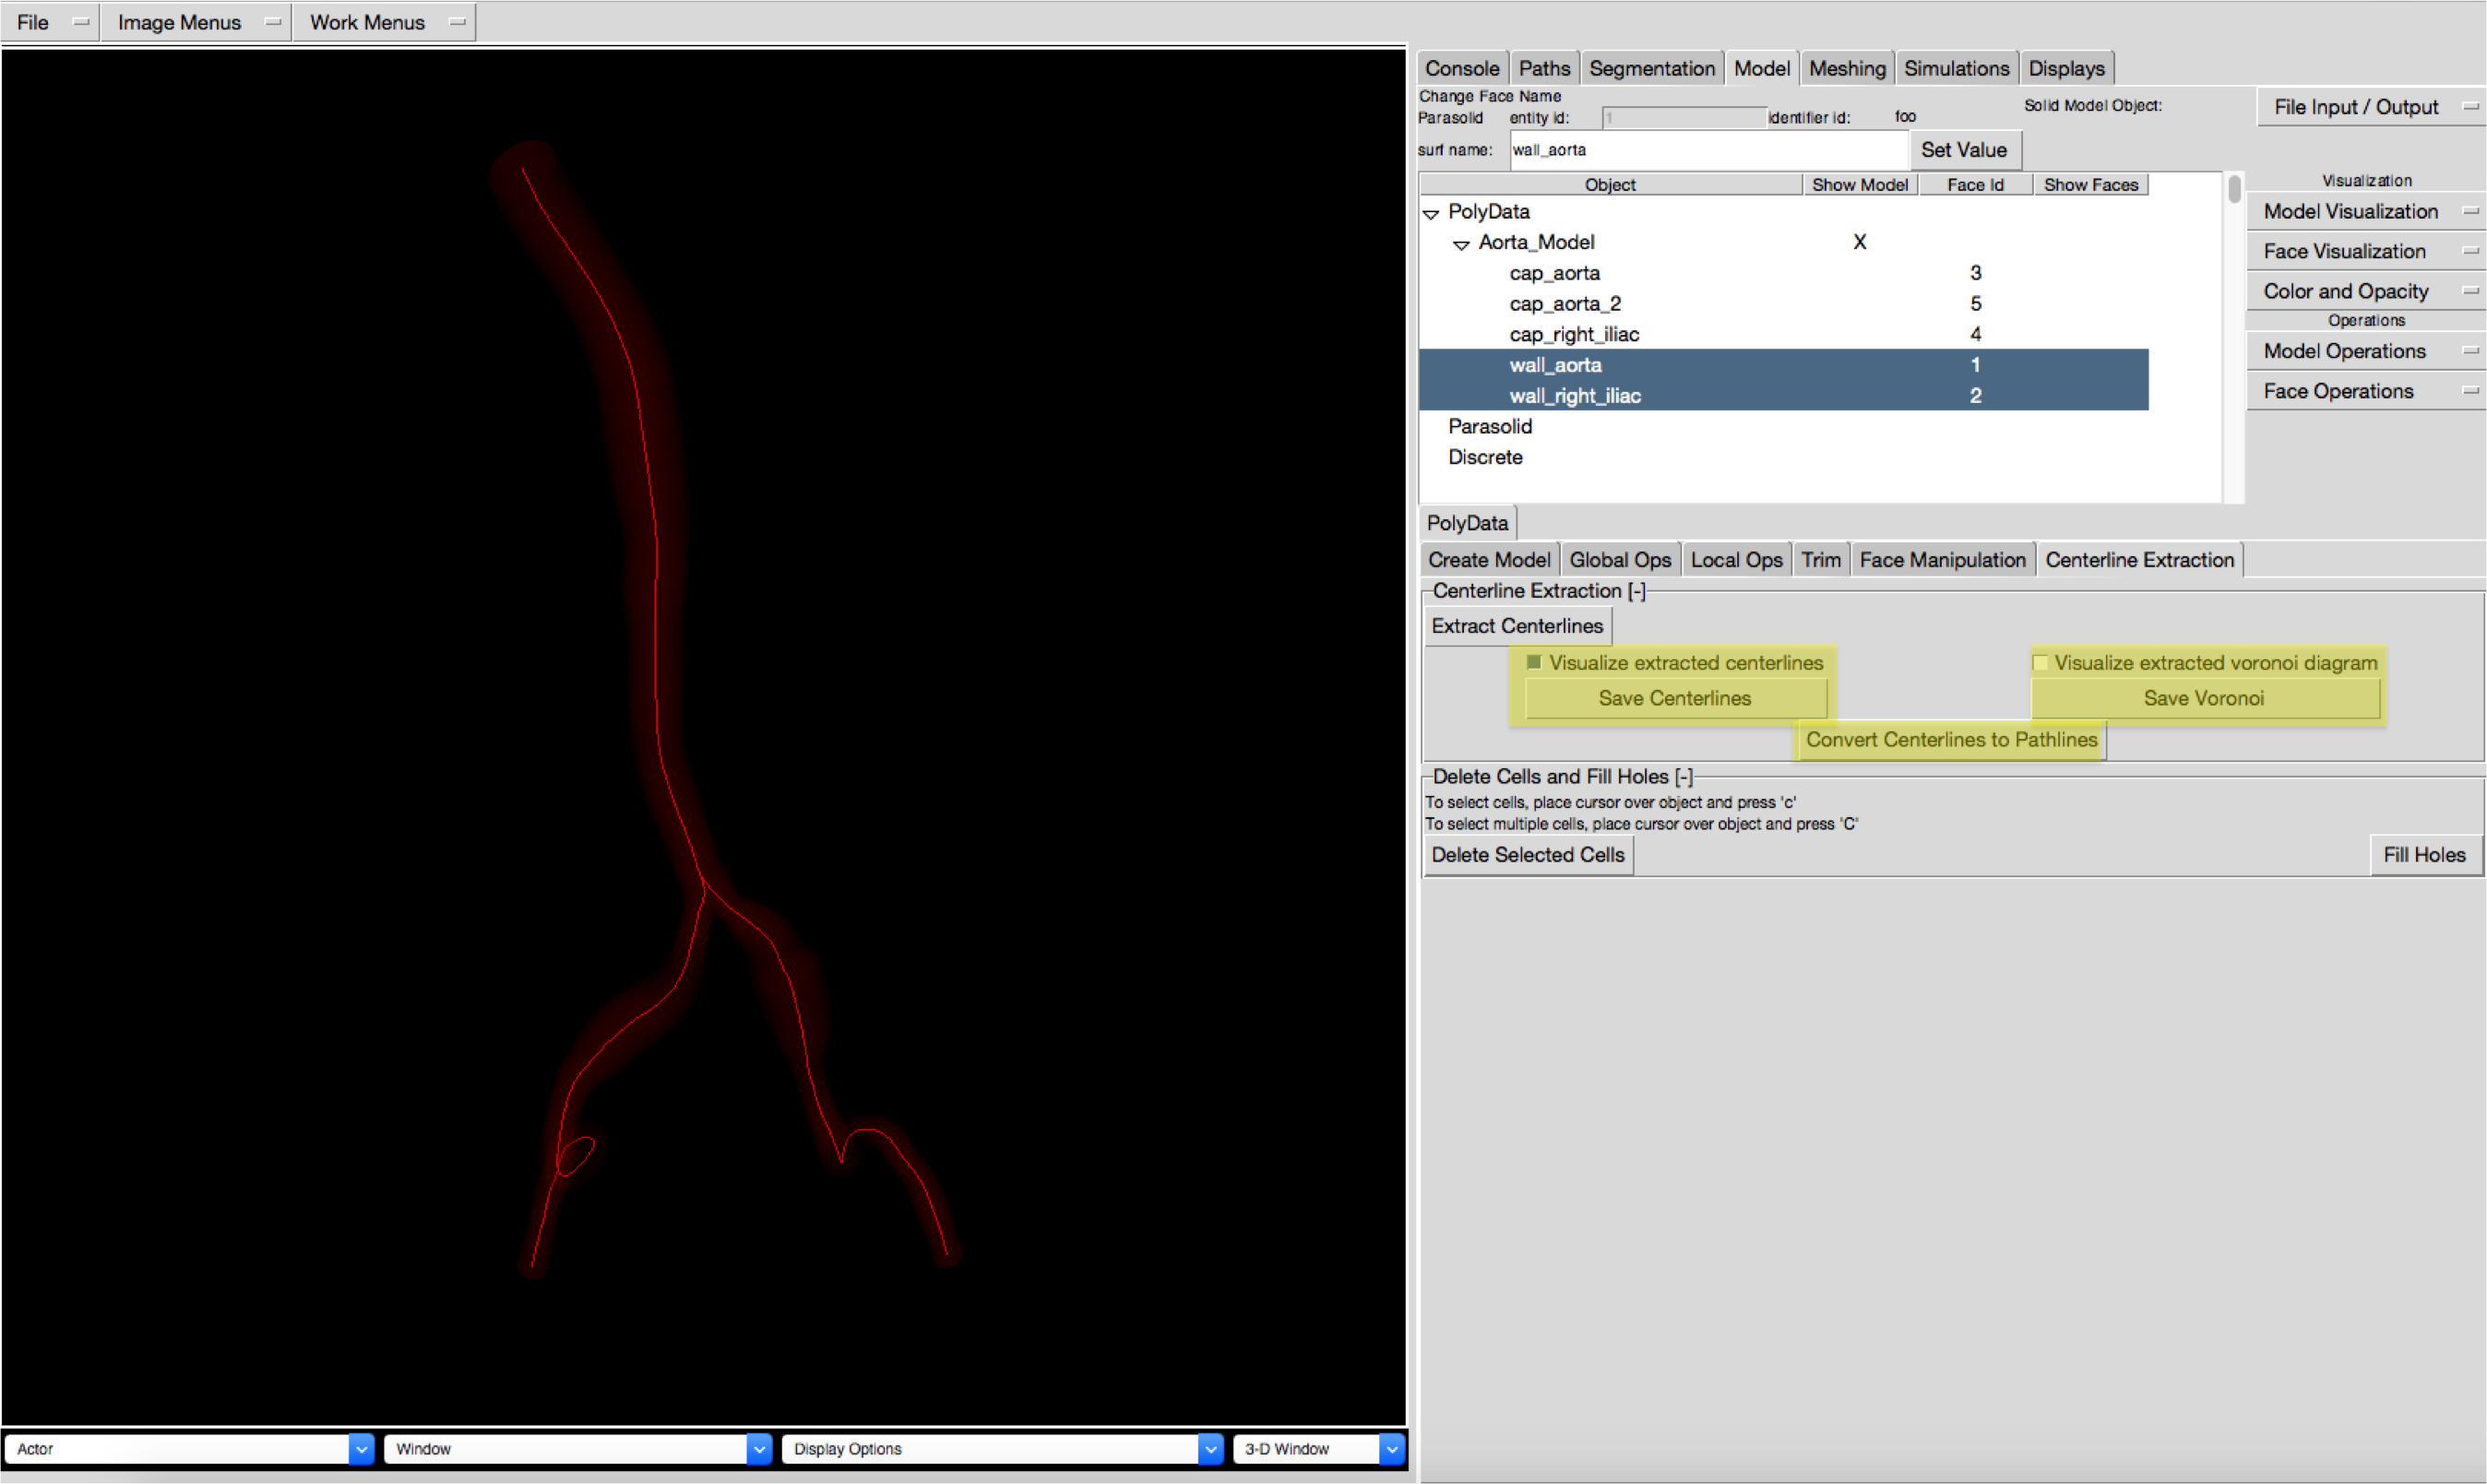 File Image Menus Work Menus
Console Paths Segmentation Model Meshing Simulations Displays
Change Face Name
Parasolid entity id: 1 identifier id: foo Solid Model Object: File Input / Output
surf name: wall_aorta Set Value
Object Show Model Face Id Show Faces
Visualization
PolyData
Model Visualization
Aorta_Model X
Face Visualization
cap_aorta 3
Color and Opacity
cap_aorta_2 5
Operations
cap_right_iliac 4
Model Operations
wall_aorta 1
Face Operations
wall_right_iliac 2
Parasolid
Discrete
PolyData
Create Model Global Ops Local Ops Trim Face Manipulation Centerline Extraction
Centerline Extraction [-]
Extract Centerlines
Visualize extracted centerlines Visualize extracted voronoi diagram
Save Centerlines Save Voronoi
Convert Centerlines to Pathlines
Delete Cells and Fill Holes [-]
To select cells, place cursor over object and press 'c'
To select multiple cells, place cursor over object and press 'C'
Delete Selected Cells Fill Holes
Actor Window Display Options 3-D Window